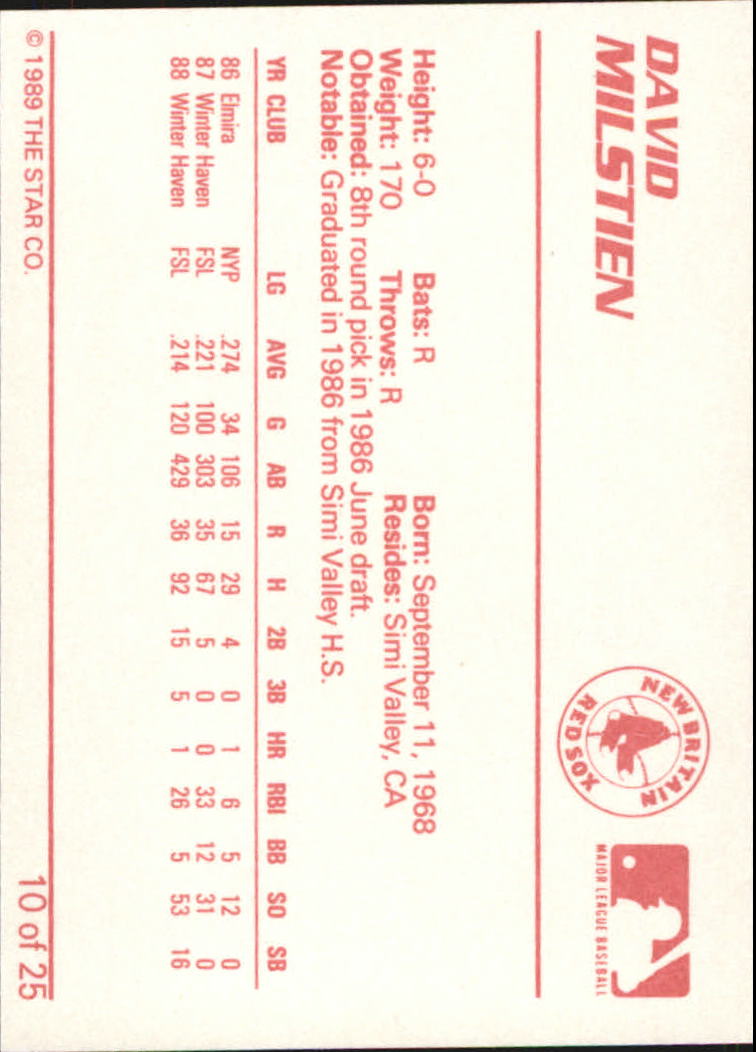 DAVID
MILSTIEN
NEW BRITAIN
RED SOX
MAJOR LEAGUE BASEBALL
Height: 6-0 Bats: R Born: September 11, 1968
Weight: 170 Throws: R Resides: Simi Valley, CA
Obtained: 8th round pick in 1986 June draft.
Notable: Graduated in 1986 from Simi Valley H.S.
YR CLUB LG AVG G AB R H 2B 3B HR RBI BB SO SB
86 Elmira NYP .274 34 106 15 29 4 0 1 6 5 12 0
87 Winter Haven FSL .221 100 303 35 67 5 0 0 33 12 31 0
88 Winter Haven FSL .214 120 429 36 92 15 5 1 26 5 53 16
© 1989 THE STAR CO. 10 of 25